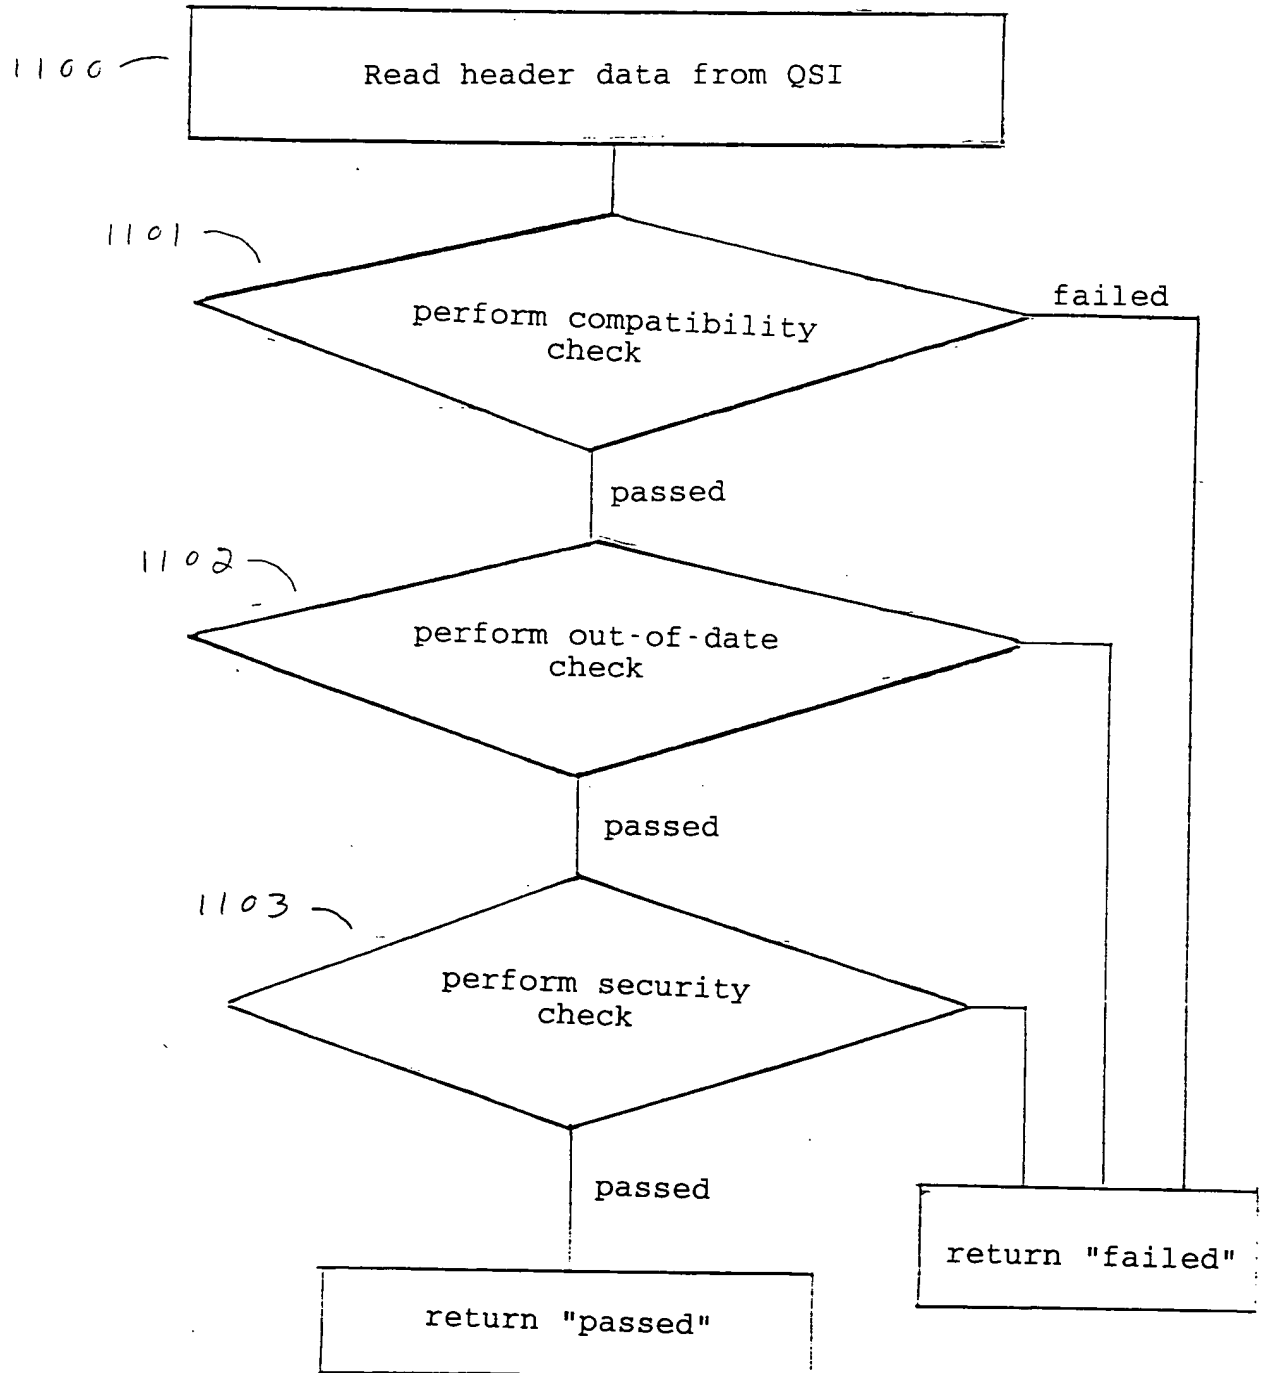 1100
Read header data from QSI
1101
failed
perform compatibility
check
passed
1102
perform out-of-date
check
passed
1103
perform security
check
passed
return "failed"
return "passed"